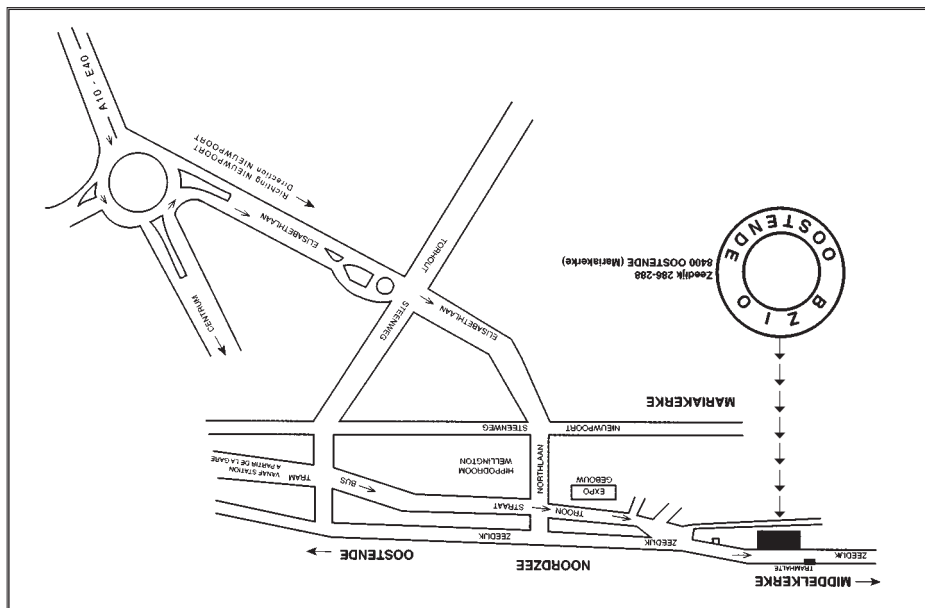 MIDDELKERKE
TRAMHALTE
ZEEDIJK
NOORDZEE
OOSTENDE
ZEEDIJK
ZEEDIJK
TROON
STRAAT
BUS
TRAM
VANAF STATION
A PARTIR DE LA GARE
EXPO
GEBOUW
NORTHLAAN
HIPPODROOM
WELLINGTON
NIEUWPOORT
STEENWEG
MARIAKERKE
BZIO
OOSTENDE
Zeedijk 286-288
8400 OOSTENDE (Mariakerke)
ELISABETHLAAN
STEENWEG
TORHOUT
ELISABETHLAAN
CENTRUM
Richting NIEUWPOORT
Direction NIEUWPOORT
A10 - E40